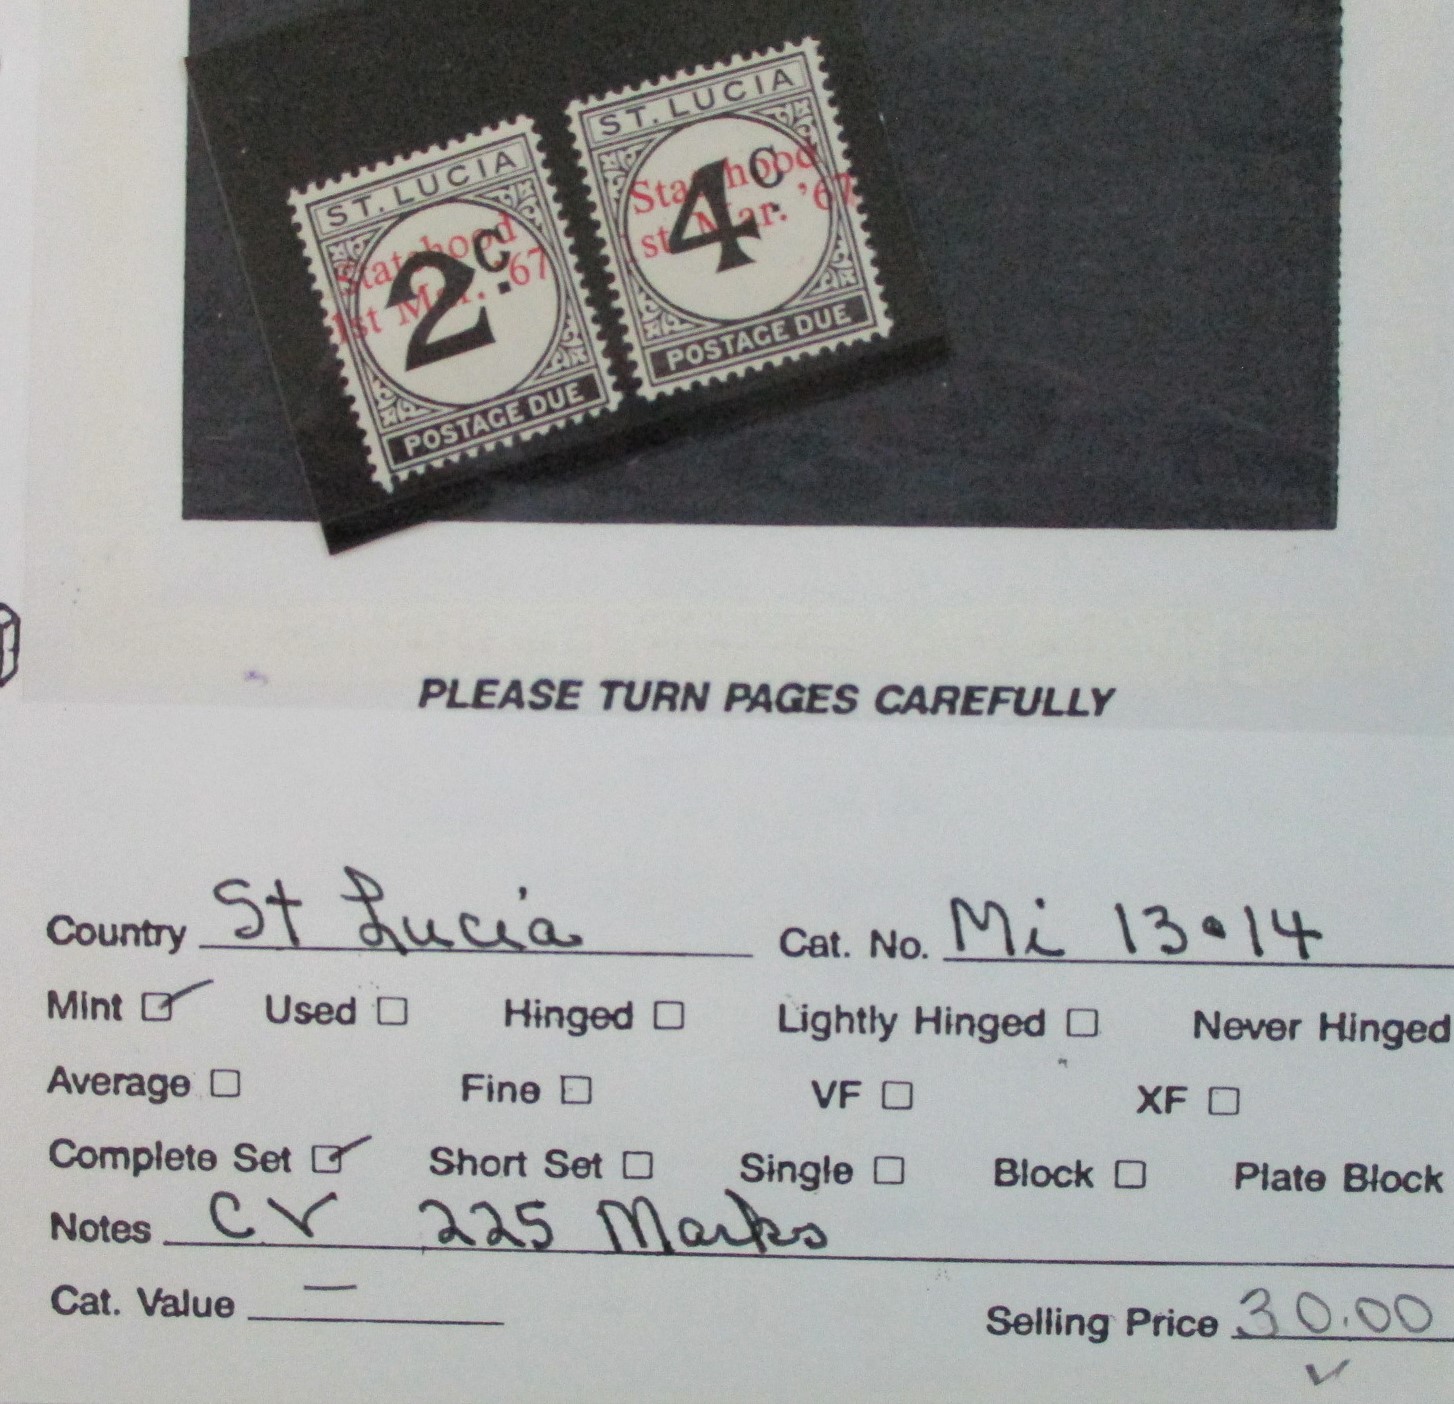 ST. LUCIA
Statehood
1st Mar. '67
2c.
POSTAGE DUE
ST. LUCIA
Statehood
1st Mar. '67
4c.
POSTAGE DUE
PLEASE TURN PAGES CAREFULLY
Country St Lucia Cat. No. Mi 13•14
Mint Used Hinged Lightly Hinged Never Hinged
Average Fine VF XF
Complete Set Short Set Single Block Plate Block
Notes CV 225 Marks
Cat. Value — Selling Price 30.00